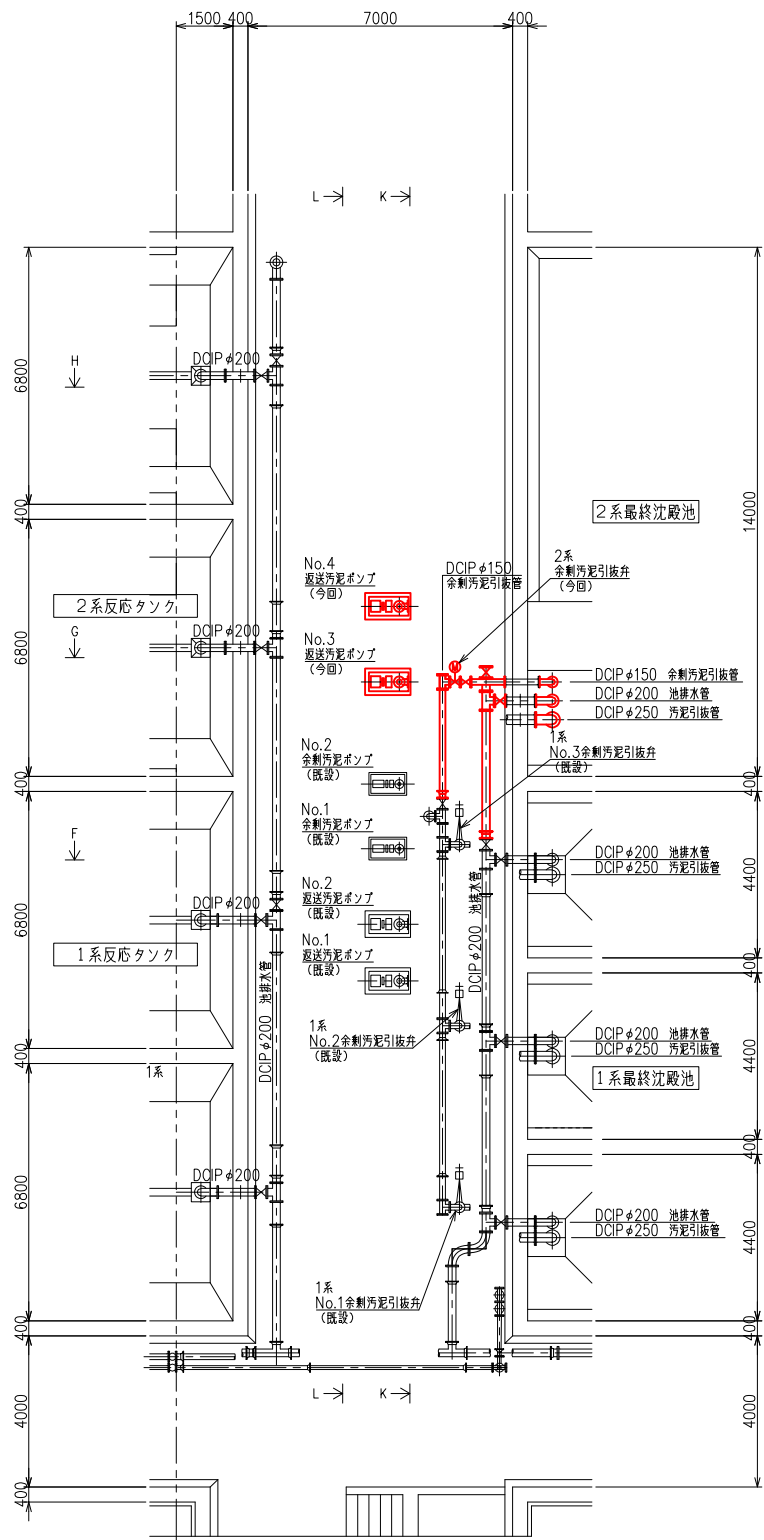 1500
400
7000
400
L
K
H
DCIP φ200
6800
400
14000
2系最終沈殿池
No.4
返送汚泥ポンプ
(今回)
DCIP φ150
余剰汚泥引抜管
2系
余剰汚泥引抜弁
(今回)
2系反応タンク
G
DCIP φ200
No.3
返送汚泥ポンプ
(今回)
6800
M
DCIP φ150 余剰汚泥引抜管
DCIP φ200 池排水管
DCIP φ250 汚泥引抜管
1系
No.3余剰汚泥引抜弁
(既設)
No.2
余剰汚泥ポンプ
(既設)
400
400
No.1
余剰汚泥ポンプ
(既設)
F
DCIP φ200 池排水管
DCIP φ250 汚泥引抜管
4400
No.2
返送汚泥ポンプ
(既設)
DCIP φ200 池排水管
DCIP φ200
6800
1系反応タンク
No.1
返送汚泥ポンプ
(既設)
400
DCIP φ200 池排水管
1系
No.2余剰汚泥引抜弁
(既設)
DCIP φ200 池排水管
DCIP φ250 汚泥引抜管
4400
400
1系
1系最終沈殿池
400
DCIP φ200
6800
DCIP φ200 池排水管
DCIP φ250 汚泥引抜管
4400
1系
No.1余剰汚泥引抜弁
(既設)
400
400
L
K
4000
4000
400